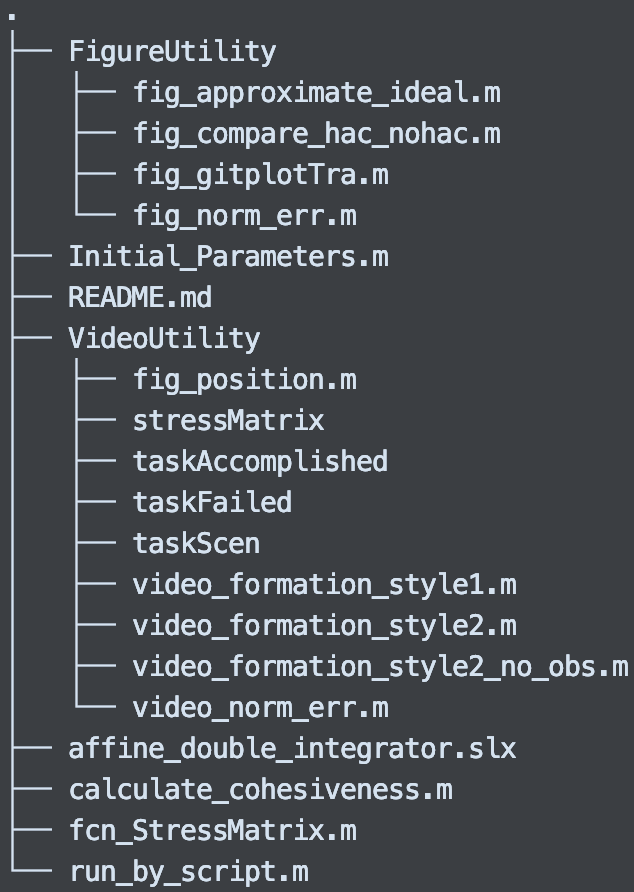 .
├── FigureUtility
│   ├── fig_approximate_ideal.m
│   ├── fig_compare_hac_nohac.m
│   ├── fig_gitplotTra.m
│   └── fig_norm_err.m
├── Initial_Parameters.m
├── README.md
├── VideoUtility
│   ├── fig_position.m
│   ├── stressMatrix
│   ├── taskAccomplished
│   ├── taskFailed
│   ├── taskScen
│   ├── video_formation_style1.m
│   ├── video_formation_style2.m
│   ├── video_formation_style2_no_obs.m
│   └── video_norm_err.m
├── affine_double_integrator.slx
├── calculate_cohesiveness.m
├── fcn_StressMatrix.m
└── run_by_script.m